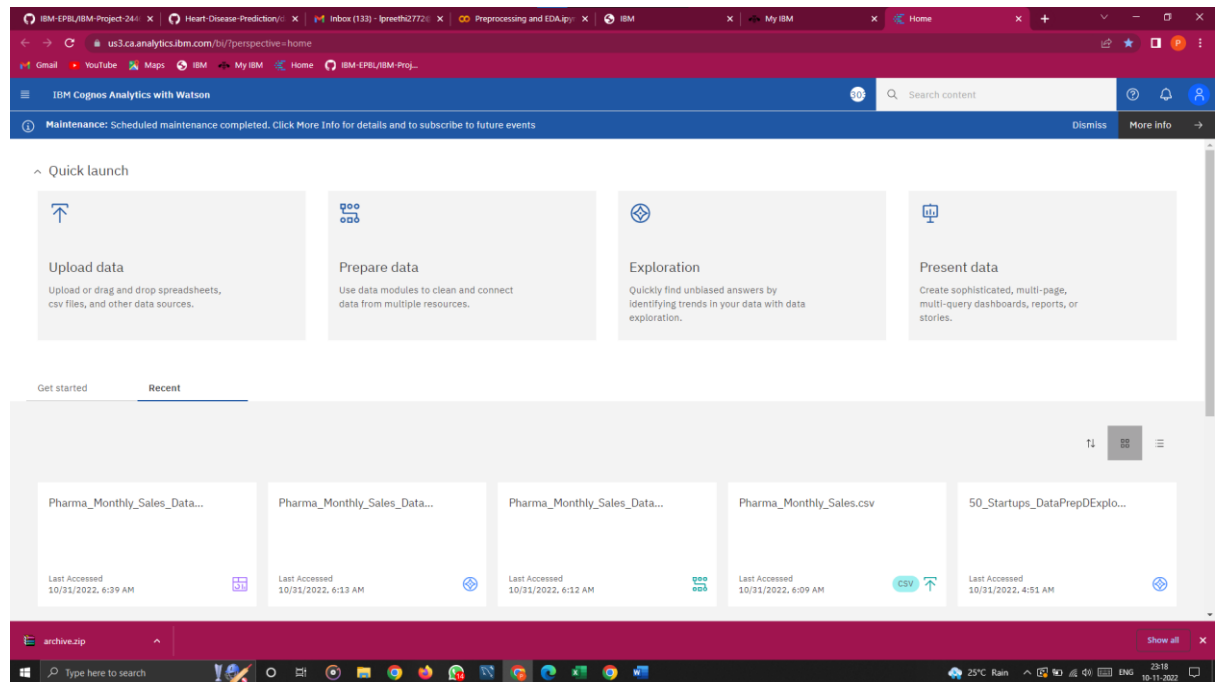 IBM-EPBL/IBM-Project-244
Heart-Disease-Prediction/d
Inbox (133) - lpreethi27720
Preprocessing and EDA.ipyn
IBM
My IBM
Home
us3.ca.analytics.ibm.com/bi/?perspective=home
Gmail
YouTube
Maps
IBM
My IBM
Home
IBM-EPBL/IBM-Proj...
IBM Cognos Analytics with Watson
Search content
Maintenance: Scheduled maintenance completed. Click More Info for details and to subscribe to future events
Dismiss
More info
Quick launch
Upload data
Upload or drag and drop spreadsheets,
csv files, and other data sources.
Prepare data
Use data modules to clean and connect
data from multiple resources.
Exploration
Quickly find unbiased answers by
identifying trends in your data with data
exploration.
Present data
Create sophisticated, multi-page,
multi-query dashboards, reports, or
stories.
Get started
Recent
Pharma_Monthly_Sales_Data...
Last Accessed
10/31/2022, 6:39 AM
Pharma_Monthly_Sales_Data...
Last Accessed
10/31/2022, 6:13 AM
Pharma_Monthly_Sales_Data...
Last Accessed
10/31/2022, 6:12 AM
Pharma_Monthly_Sales.csv
Last Accessed
10/31/2022, 6:09 AM
CSV
50_Startups_DataPrepDExplo...
Last Accessed
10/31/2022, 4:51 AM
archive.zip
Show all
Type here to search
25°C Rain
ENG
23:18
10-11-2022